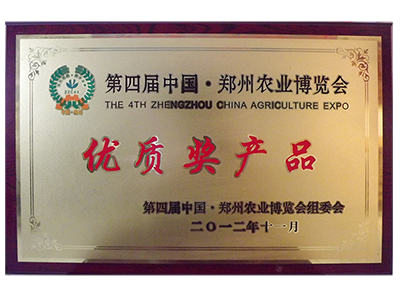 第四届中国·郑州农业博览会
THE 4TH ZHENGZHOU CHINA AGRICULTURE EXPO
优质奖产品
第四届中国·郑州农业博览会组委会
二〇一二年十一月